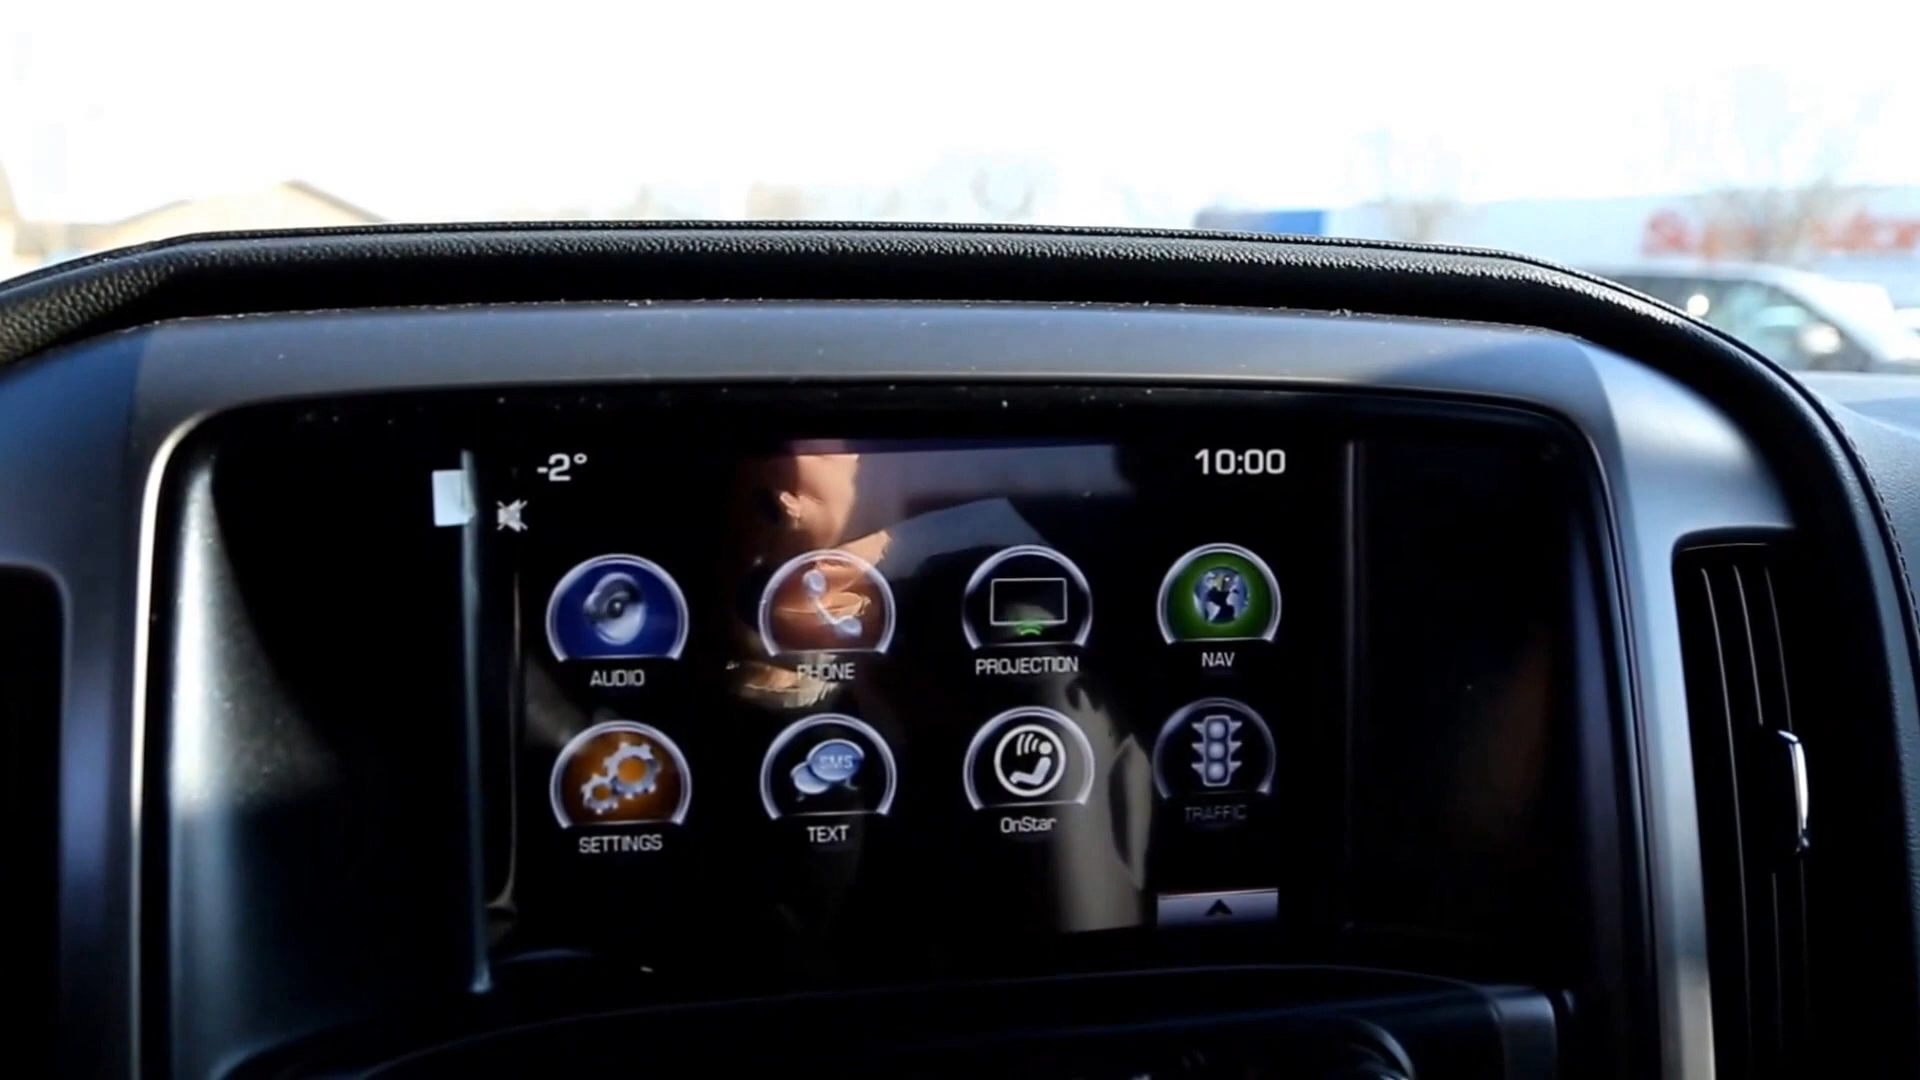 -2° 10:00
AUDIO PHONE PROJECTION NAV
SMS
SETTINGS TEXT OnStar TRAFFIC